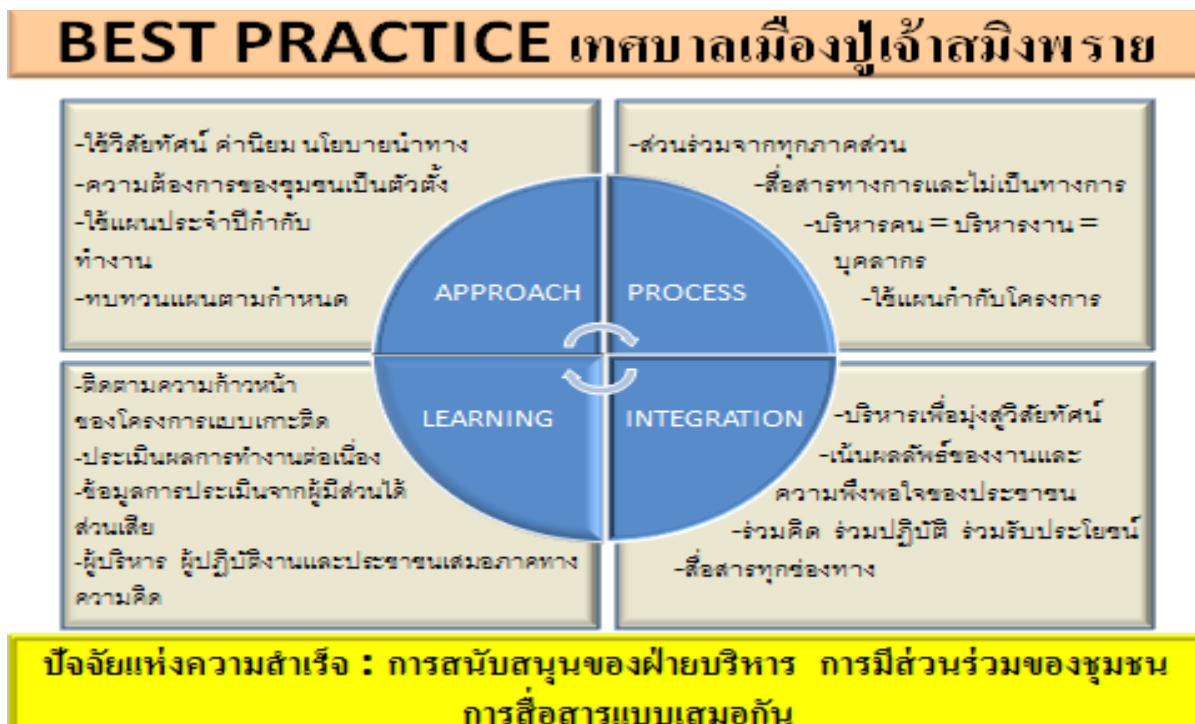 BEST PRACTICE เทศบาลเมืองปู่เจ้าสมิงพราย
-ใช้วิสัยทัศน์ ค่านิยม นโยบายนำทาง
-ความต้องการของชุมชนเป็นตัวตั้ง
-ใช้แผนประจำปีกำกับ
ทำงาน
-ทบทวนแผนตามกำหนด
APPROACH
-ส่วนร่วมจากทุกภาคส่วน
-สื่อสารทางการและไม่เป็นทางการ
-บริหารคน = บริหารงาน =
บุคลากร
-ใช้แผนกำกับโครงการ
PROCESS
-ติดตามความก้าวหน้า
ของโครงการแบบเกาะติด
-ประเมินผลการทำงานต่อเนื่อง
-ข้อมูลการประเมินจากผู้มีส่วนได้
ส่วนเสีย
-ผู้บริหาร ผู้ปฏิบัติงานและประชาชนเสมอภาคทาง
ความคิด
LEARNING
INTEGRATION
-บริหารเพื่อมุ่งสู่วิสัยทัศน์
-เน้นผลลัพธ์ของงานและ
ความพึงพอใจของประชาชน
-ร่วมคิด ร่วมปฏิบัติ ร่วมรับประโยชน์
-สื่อสารทุกช่องทาง
ปัจจัยแห่งความสำเร็จ : การสนับสนุนของฝ่ายบริหาร การมีส่วนร่วมของชุมชน
การสื่อสารแบบเสมอกัน